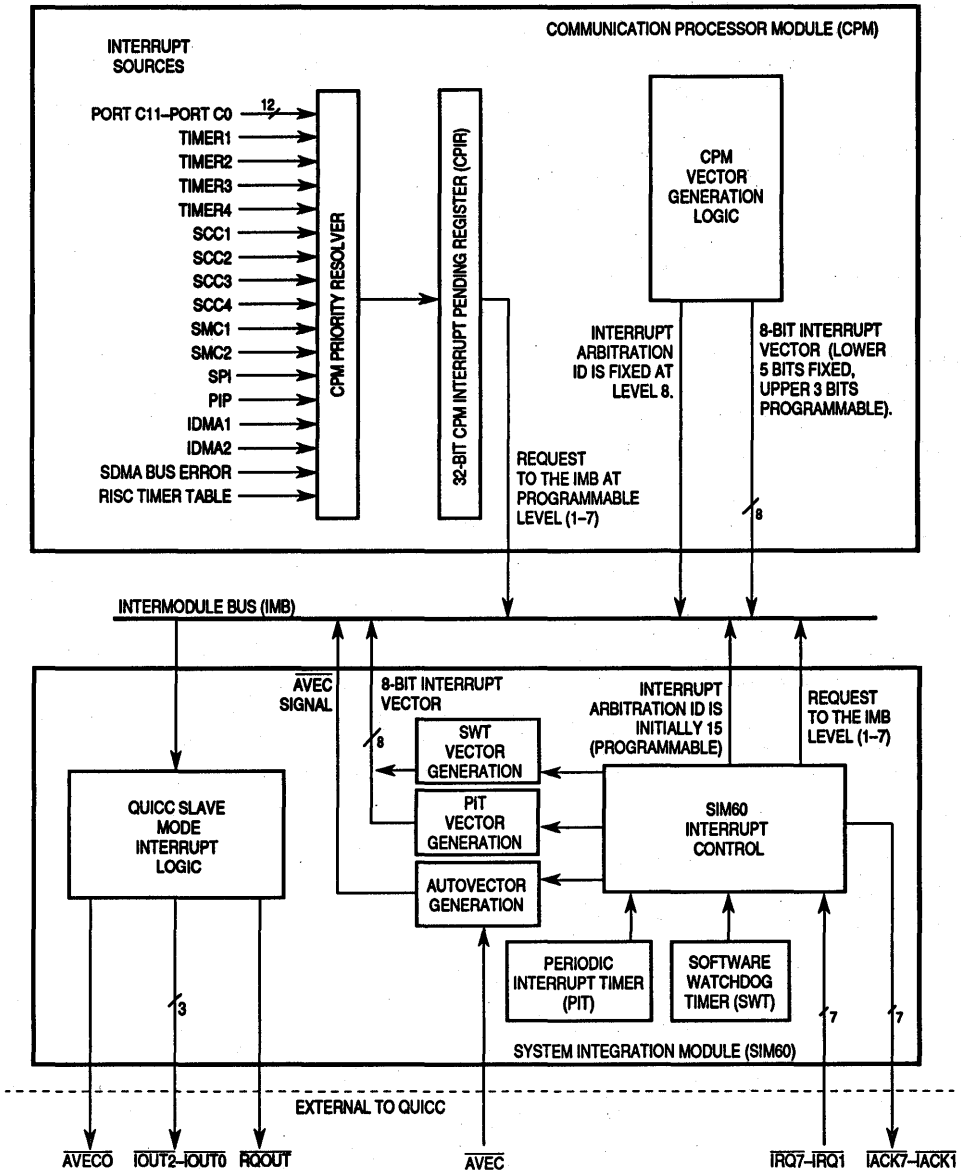 COMMUNICATION PROCESSOR MODULE (CPM)
INTERRUPT
SOURCES
PORT C11–PORT C0
12
TIMER1
TIMER2
TIMER3
TIMER4
SCC1
SCC2
SCC3
SCC4
SMC1
SMC2
SPI
PIP
IDMA1
IDMA2
SDMA BUS ERROR
RISC TIMER TABLE
CPM PRIORITY RESOLVER
32-BIT CPM INTERRUPT PENDING REGISTER (CPIR)
REQUEST
TO THE IMB AT
PROGRAMMABLE
LEVEL (1–7)
CPM
VECTOR
GENERATION
LOGIC
INTERRUPT
ARBITRATION
ID IS FIXED AT
LEVEL 8.
8-BIT INTERRUPT
VECTOR (LOWER
5 BITS FIXED,
UPPER 3 BITS
PROGRAMMABLE).
8
INTERMODULE BUS (IMB)
AVEC
SIGNAL
8-BIT INTERRUPT
VECTOR
8
INTERRUPT
ARBITRATION ID IS
INITIALLY 15
(PROGRAMMABLE)
REQUEST
TO THE IMB
LEVEL (1–7)
SWT
VECTOR
GENERATION
PIT
VECTOR
GENERATION
AUTOVECTOR
GENERATION
QUICC SLAVE
MODE
INTERRUPT
LOGIC
SIM60
INTERRUPT
CONTROL
PERIODIC
INTERRUPT TIMER
(PIT)
SOFTWARE
WATCHDOG
TIMER (SWT)
3
7
7
SYSTEM INTEGRATION MODULE (SIM60)
EXTERNAL TO QUICC
AVECO
IOUT2–IOUT0
RQOUT
AVEC
IRQ7–IRQ1
IACK7–IACK1